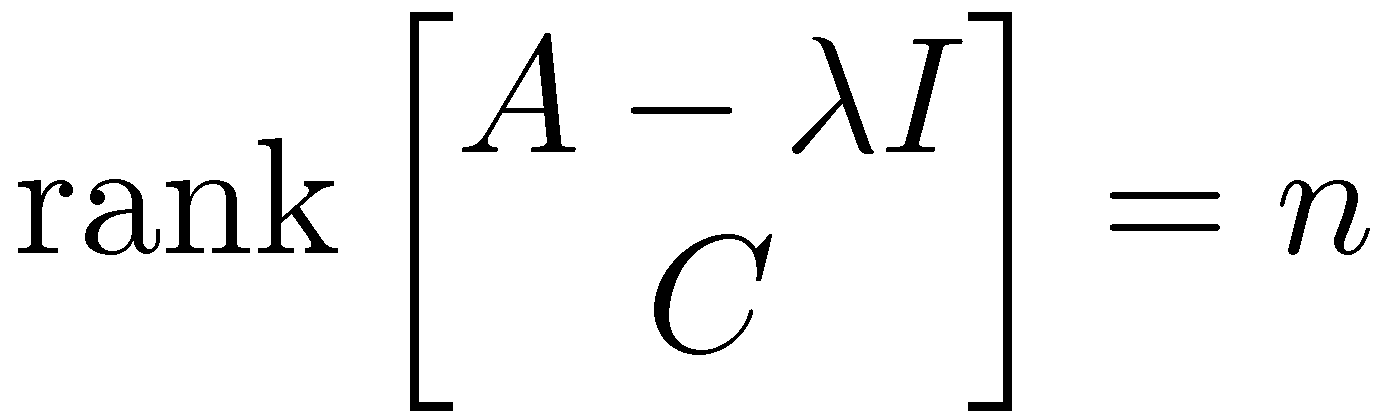 rank [A − λI
C] = n